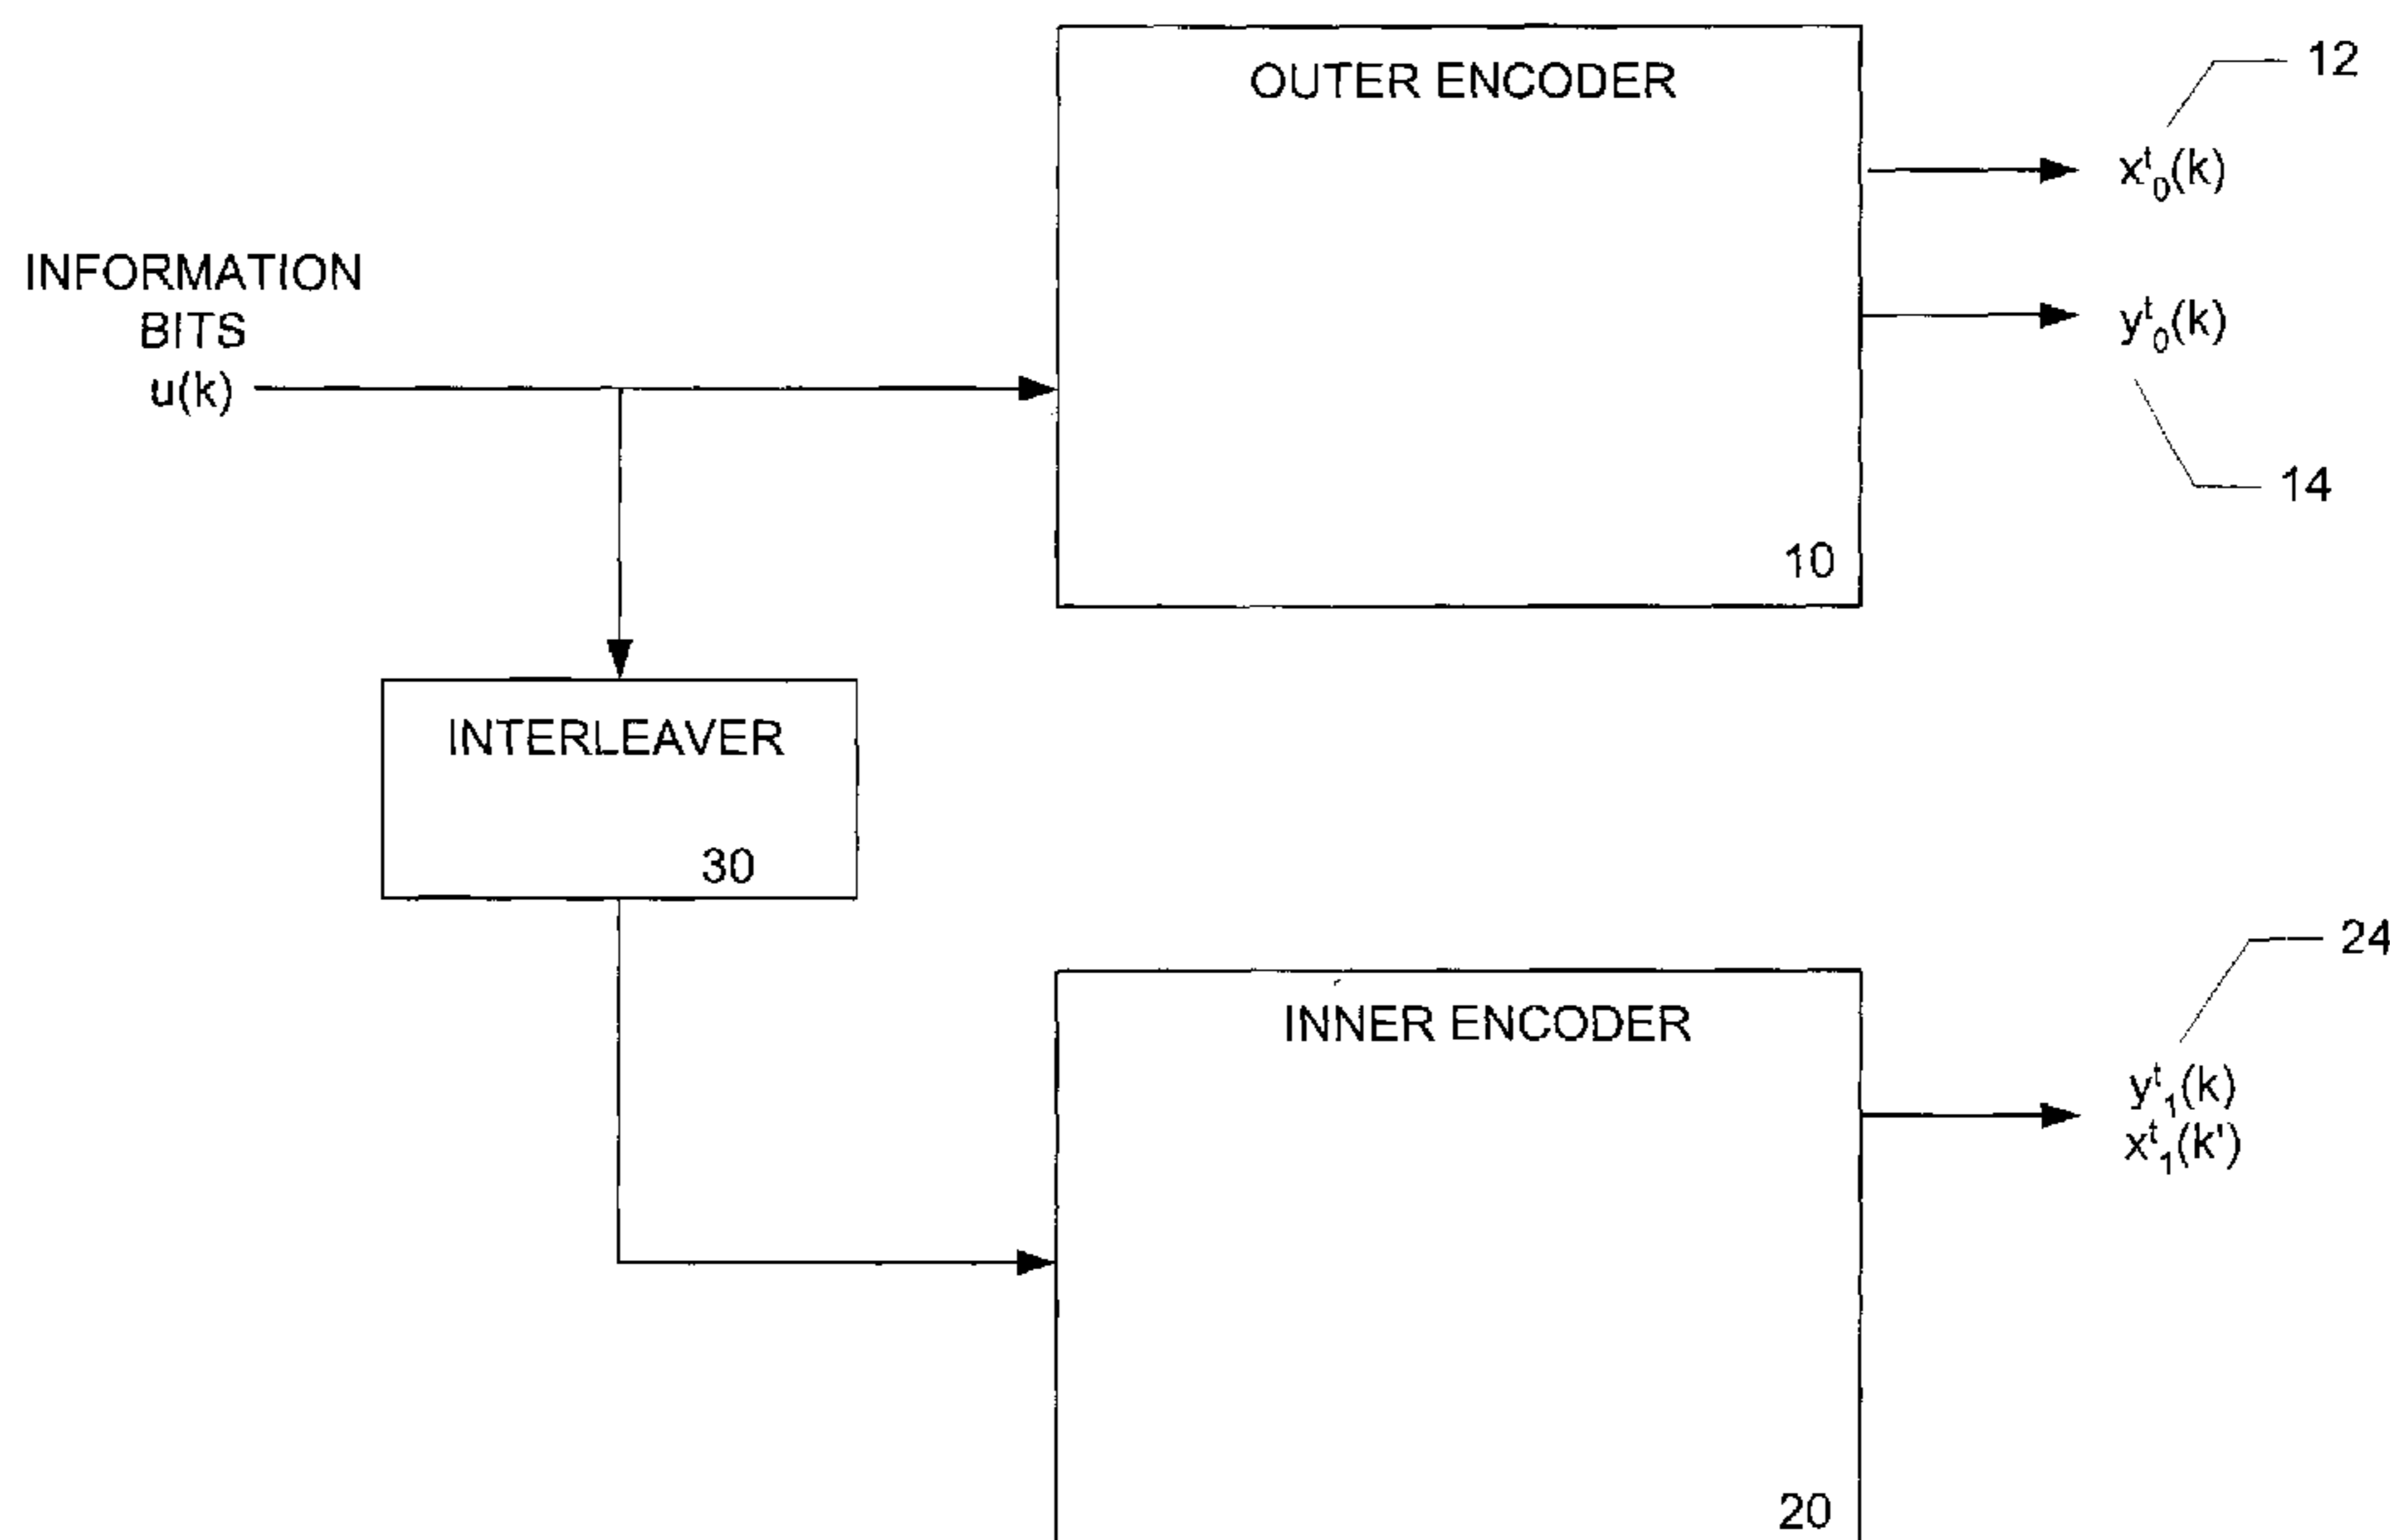 OUTER ENCODER
12
x^t_0(k)
INFORMATION
BITS
u(k)
y^t_0(k)
14
10
INTERLEAVER
30
24
INNER ENCODER
y^t_1(k)
x^t_1(k')
20